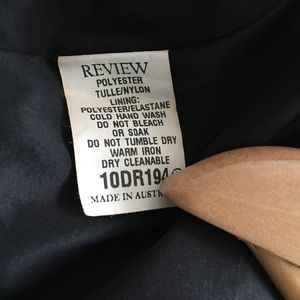 REVIEW
POLYESTER
TULLE/NYLON
LINING:
POLYESTER/ELASTANE
COLD HAND WASH
DO NOT BLEACH
OR SOAK
DO NOT TUMBLE DRY
WARM IRON
DRY CLEANABLE
10DR194
MADE IN